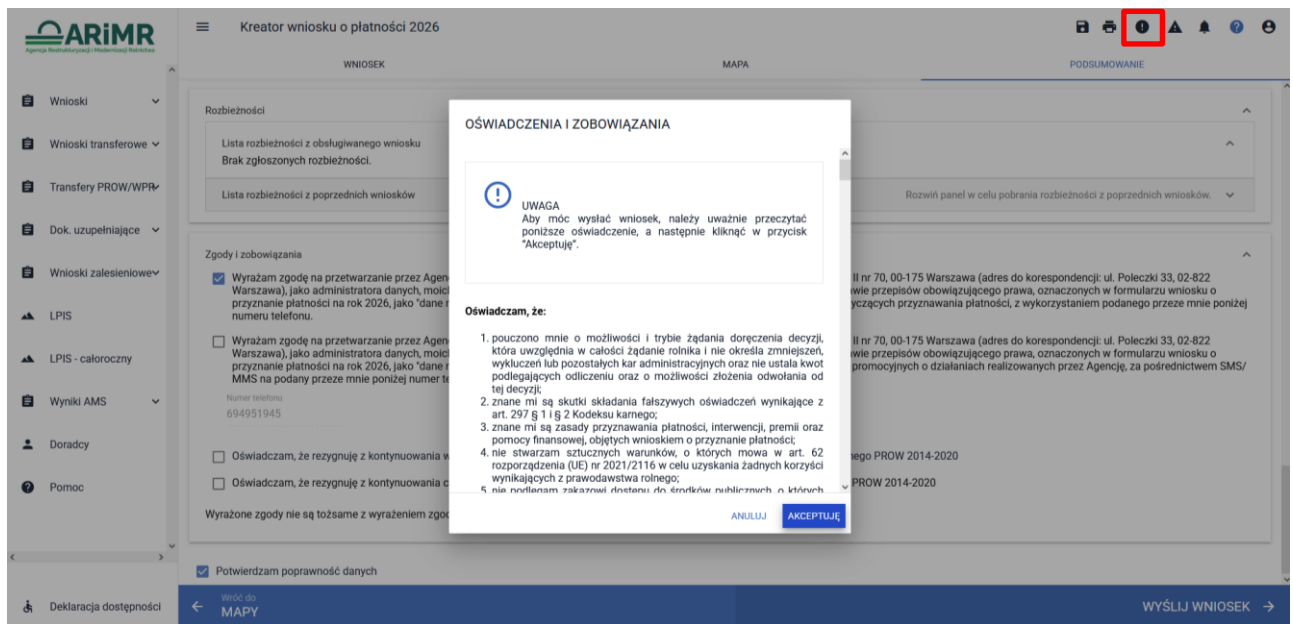 ARiMR
Agencja Restrukturyzacji i Modernizacji Rolnictwa
Kreator wniosku o płatności 2026
WNIOSEK
MAPA
PODSUMOWANIE
Wnioski
Wnioski transferowe
Transfery PROW/WPR
Dok. uzupełniające
Wnioski zalesieniowe
LPIS
LPIS - całoroczny
Wyniki AMS
Doradcy
Pomoc
Deklaracja dostępności
Rozbieżności
Lista rozbieżności z obsługiwanego wniosku
Brak zgłoszonych rozbieżności.
Lista rozbieżności z poprzednich wniosków
Rozwiń panel w celu pobrania rozbieżności z poprzednich wniosków.
Zgody i zobowiązania
Wyrażam zgodę na przetwarzanie przez Agen II nr 70, 00-175 Warszawa (adres do korespondencji: ul. Poleczki 33, 02-822
Warszawa), jako administratora danych, moich wie przepisów obowiązującego prawa, oznaczonych w formularzu wniosku o
przyznanie płatności na rok 2026, jako "dane yczących przyznawania płatności, z wykorzystaniem podanego przeze mnie poniżej
numeru telefonu.
Wyrażam zgodę na przetwarzanie przez Agen II nr 70, 00-175 Warszawa (adres do korespondencji: ul. Poleczki 33, 02-822
Warszawa), jako administratora danych, moich wie przepisów obowiązującego prawa, oznaczonych w formularzu wniosku o
przyznanie płatności na rok 2026, jako "dane promocyjnych o działaniach realizowanych przez Agencję, za pośrednictwem SMS/
MMS na podany przeze mnie poniżej numer te
Numer telefonu
694951945
Oświadczam, że rezygnuję z kontynuowania w nego PROW 2014-2020
Oświadczam, że rezygnuję z kontynuowania c PROW 2014-2020
Wyrażone zgody nie są tożsame z wyrażeniem zgod
Potwierdzam poprawność danych
Wróć do
MAPY
WYŚLIJ WNIOSEK
OŚWIADCZENIA I ZOBOWIĄZANIA
UWAGA
Aby móc wysłać wniosek, należy uważnie przeczytać
poniższe oświadczenie, a następnie kliknąć w przycisk
"Akceptuję".
Oświadczam, że:
1. pouczono mnie o możliwości i trybie żądania doręczenia decyzji,
która uwzględnia w całości żądanie rolnika i nie określa zmniejszeń,
wykluczeń lub pozostałych kar administracyjnych oraz nie ustala kwot
podlegających odliczeniu oraz o możliwości złożenia odwołania od
tej decyzji;
2. znane mi są skutki składania fałszywych oświadczeń wynikające z
art. 297 § 1 i § 2 Kodeksu karnego;
3. znane mi są zasady przyznawania płatności, interwencji, premii oraz
pomocy finansowej, objętych wnioskiem o przyznanie płatności;
4. nie stwarzam sztucznych warunków, o których mowa w art. 62
rozporządzenia (UE) nr 2021/2116 w celu uzyskania żadnych korzyści
wynikających z prawodawstwa rolnego;
5. nie podlegam zakazowi dostępu do środków publicznych, o których
ANULUJ
AKCEPTUJĘ